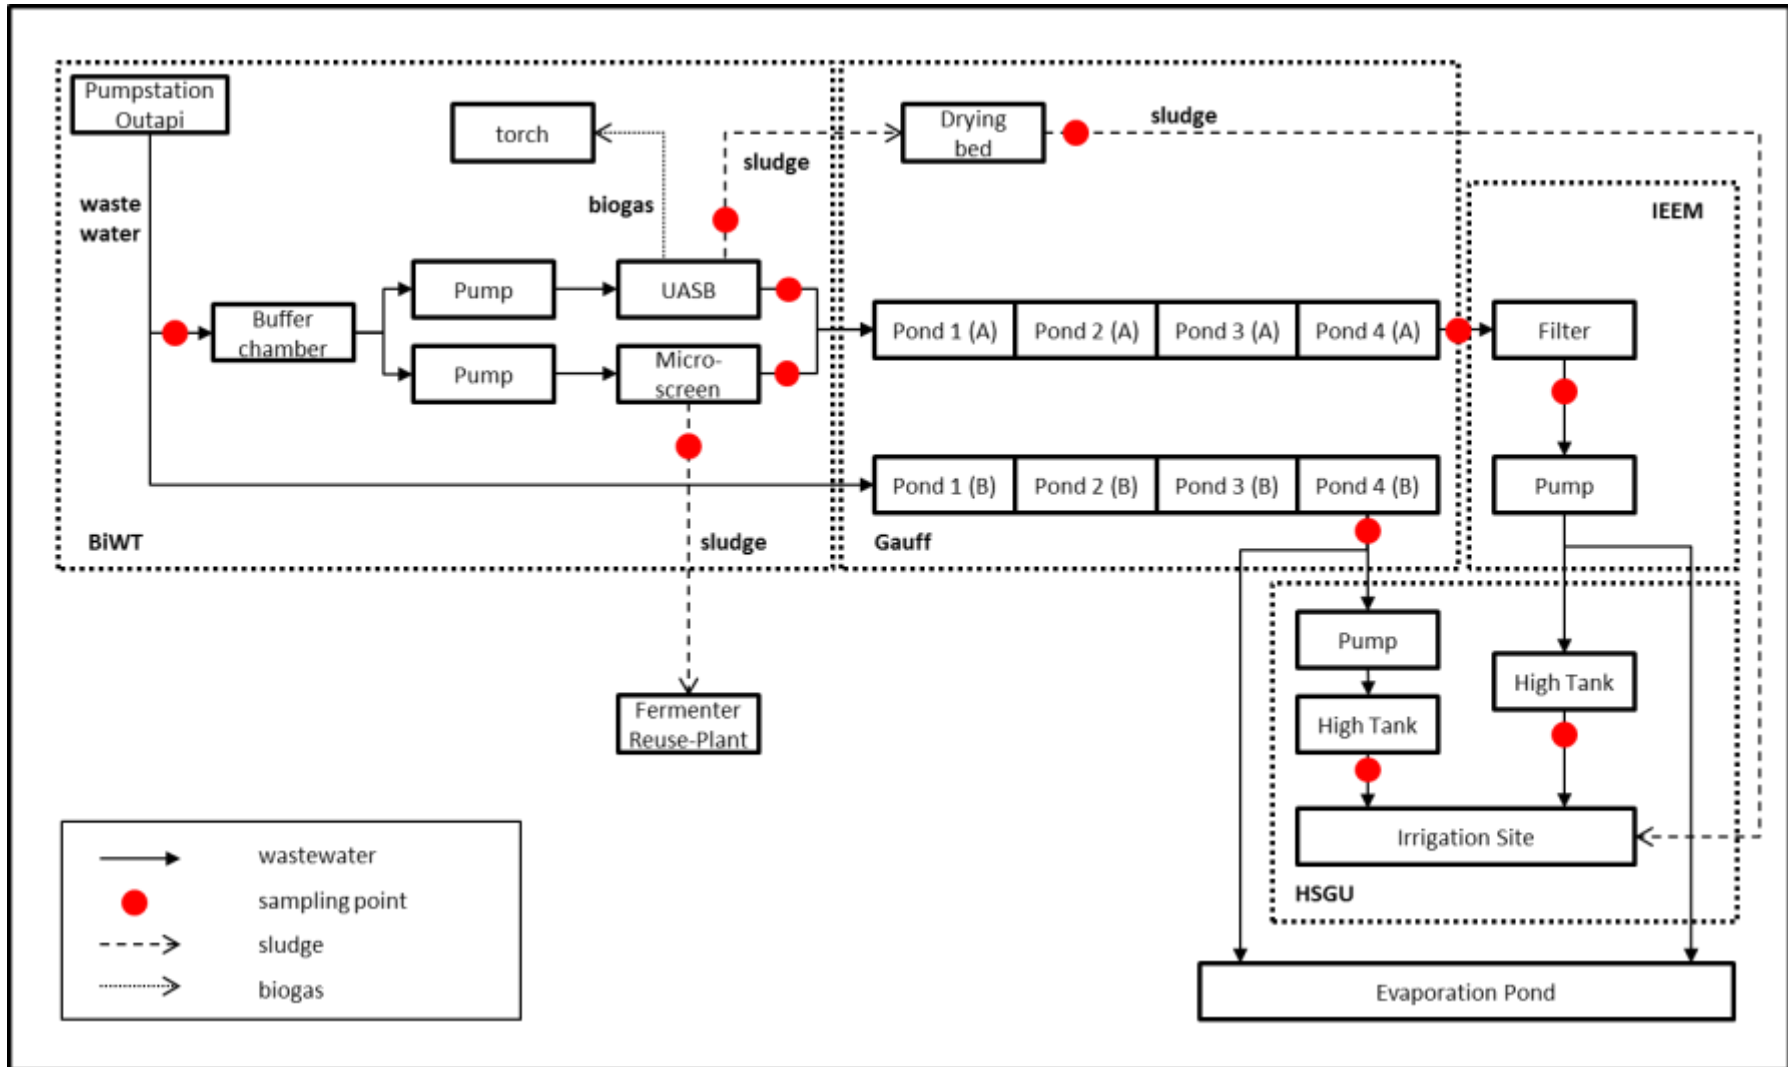 Pumpstation
Outapi
torch
Drying
bed
sludge
sludge
waste
water
biogas
IEEM
Pump
UASB
Buffer
chamber
Pond 1 (A)
Pond 2 (A)
Pond 3 (A)
Pond 4 (A)
Filter
Pump
Micro-
screen
Pond 1 (B)
Pond 2 (B)
Pond 3 (B)
Pond 4 (B)
Pump
BiWT
sludge
Gauff
Pump
High Tank
Fermenter
Reuse-Plant
High Tank
Irrigation Site
HSGU
Evaporation Pond
wastewater
sampling point
sludge
biogas